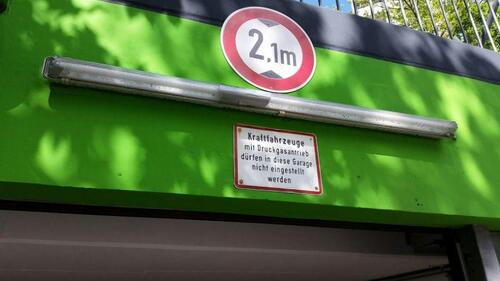 2,1m
Kraftfahrzeuge
mit Druckgasantrieb
dürfen in diese Garage
nicht eingestellt
werden